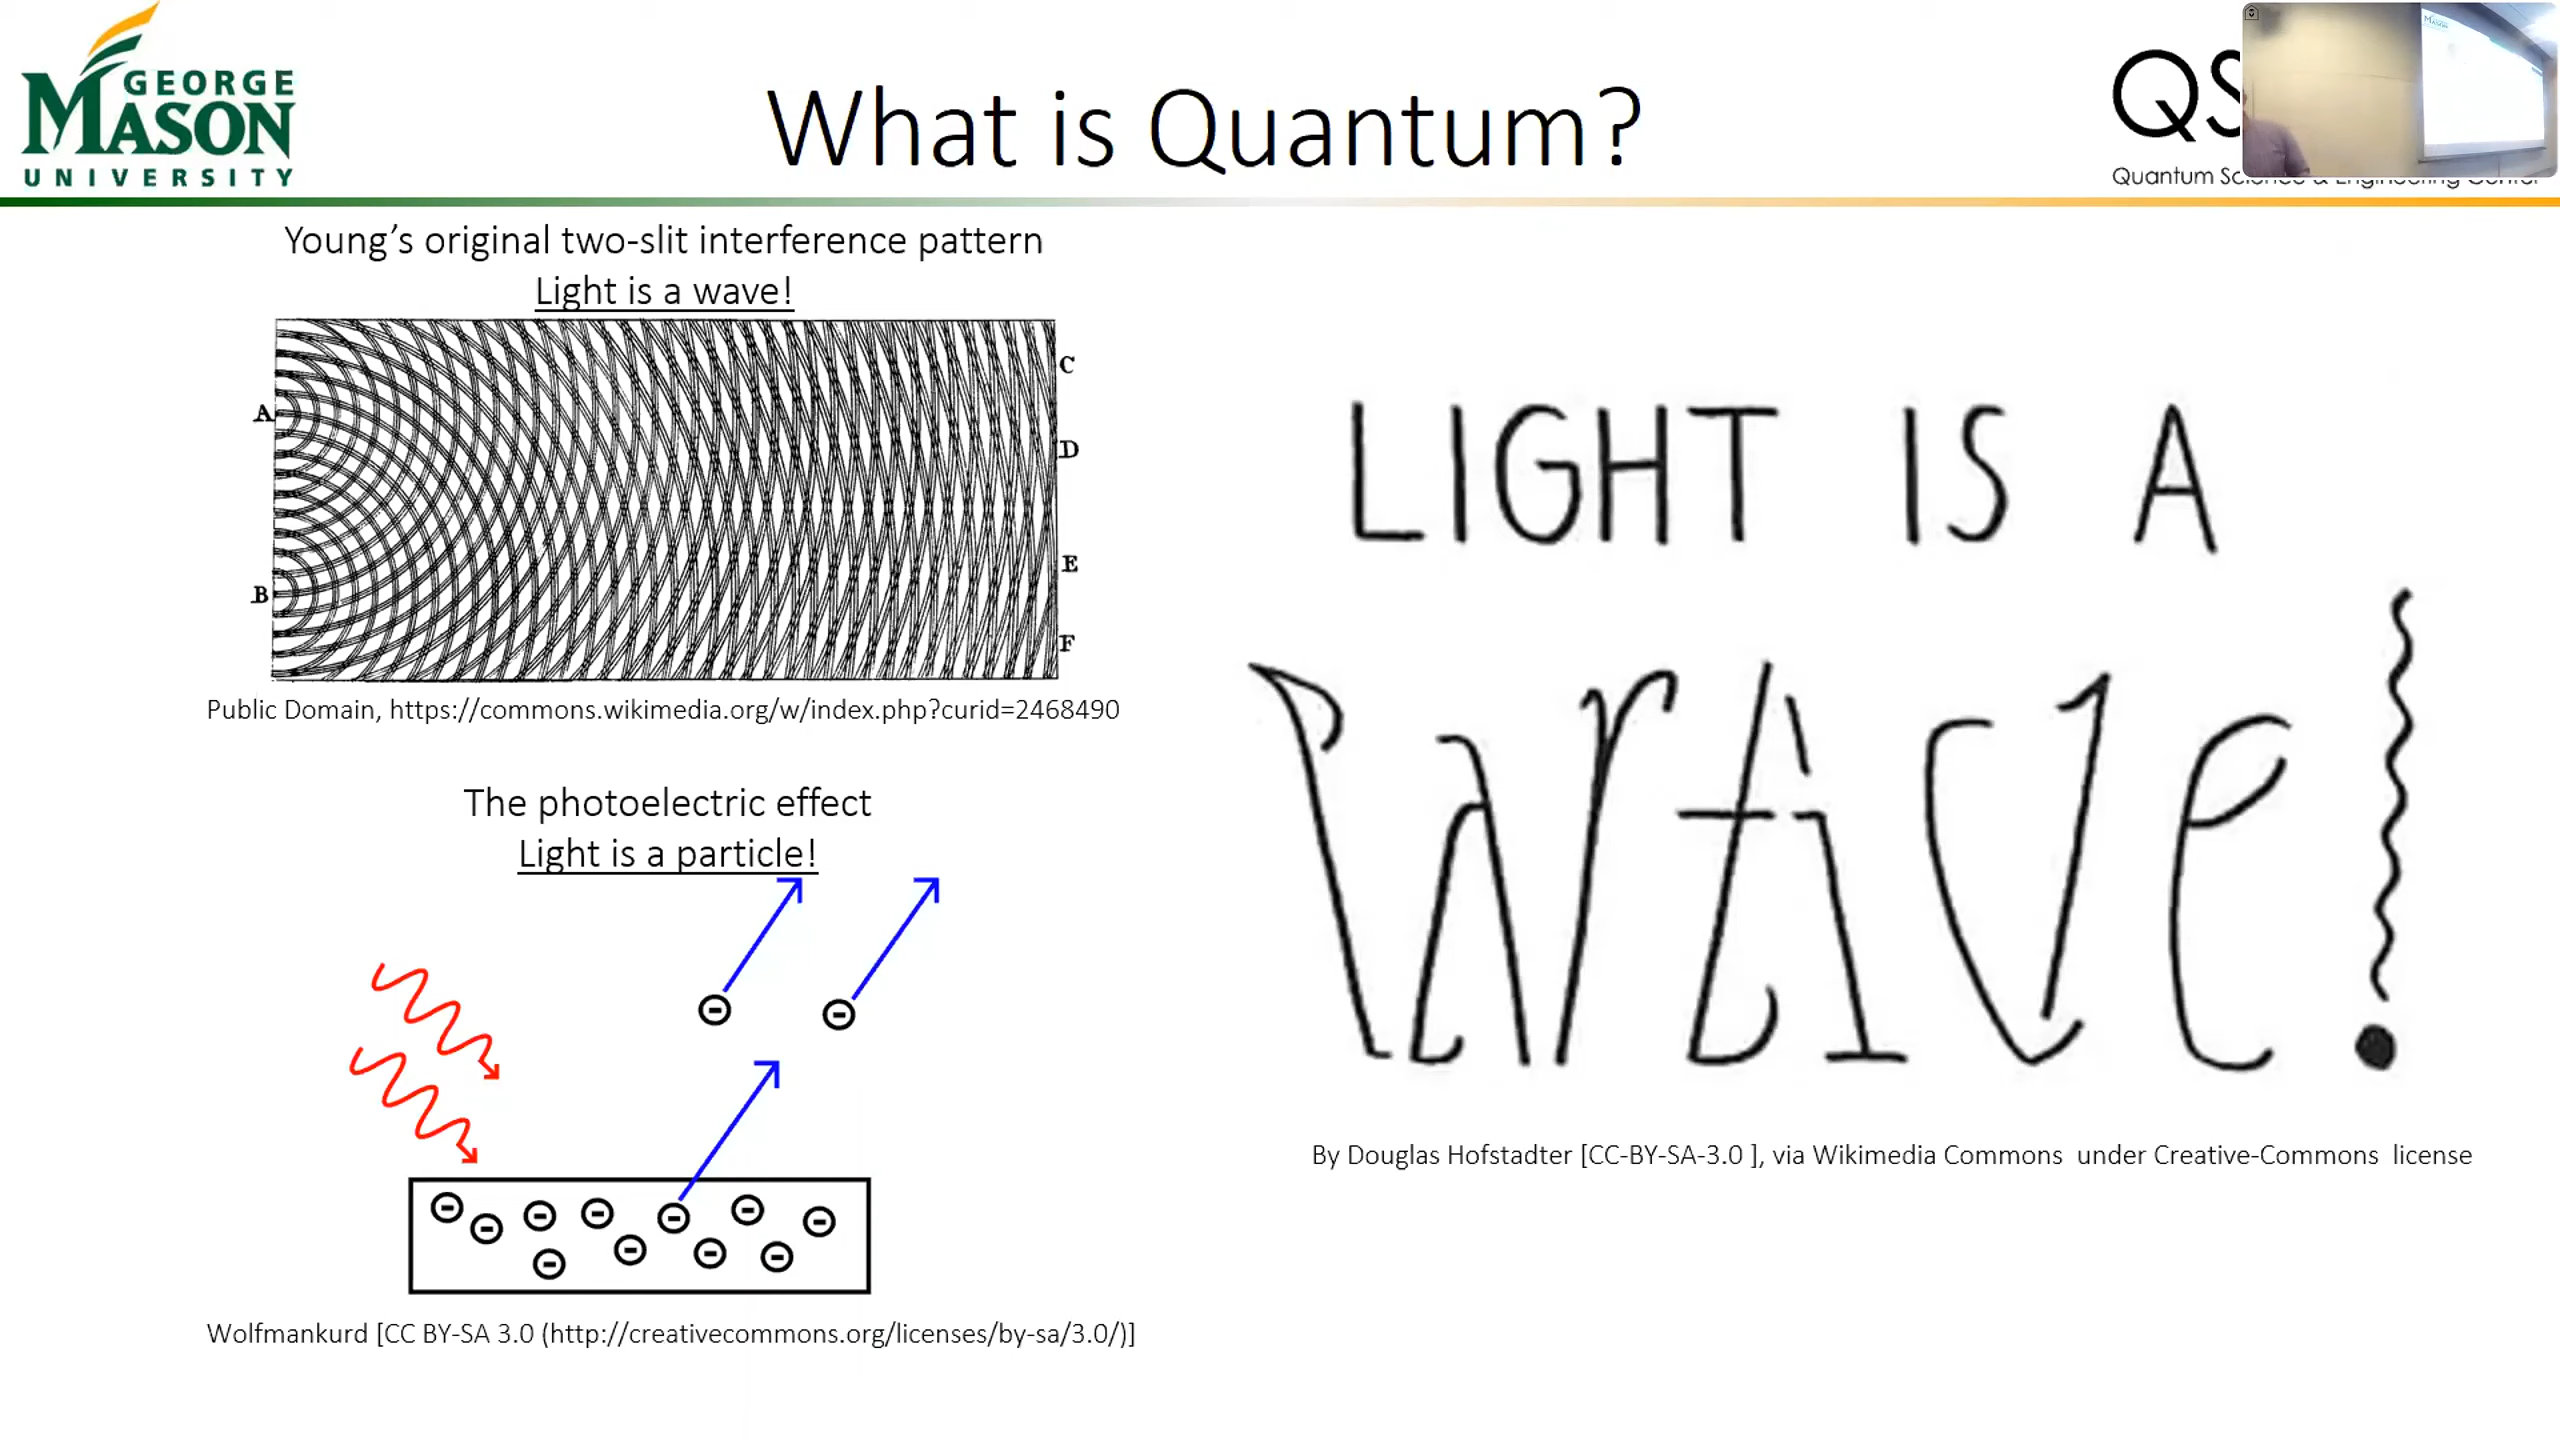 GEORGE
MASON
UNIVERSITY
What is Quantum?
Young’s original two-slit interference pattern
Light is a wave!
A
B
C
D
E
F
Public Domain, https://commons.wikimedia.org/w/index.php?curid=2468490
The photoelectric effect
Light is a particle!
Wolfmankurd [CC BY-SA 3.0 (http://creativecommons.org/licenses/by-sa/3.0/)]
LIGHT IS A
Wave!
By Douglas Hofstadter [CC-BY-SA-3.0 ], via Wikimedia Commons under Creative-Commons license
QS
Quantum